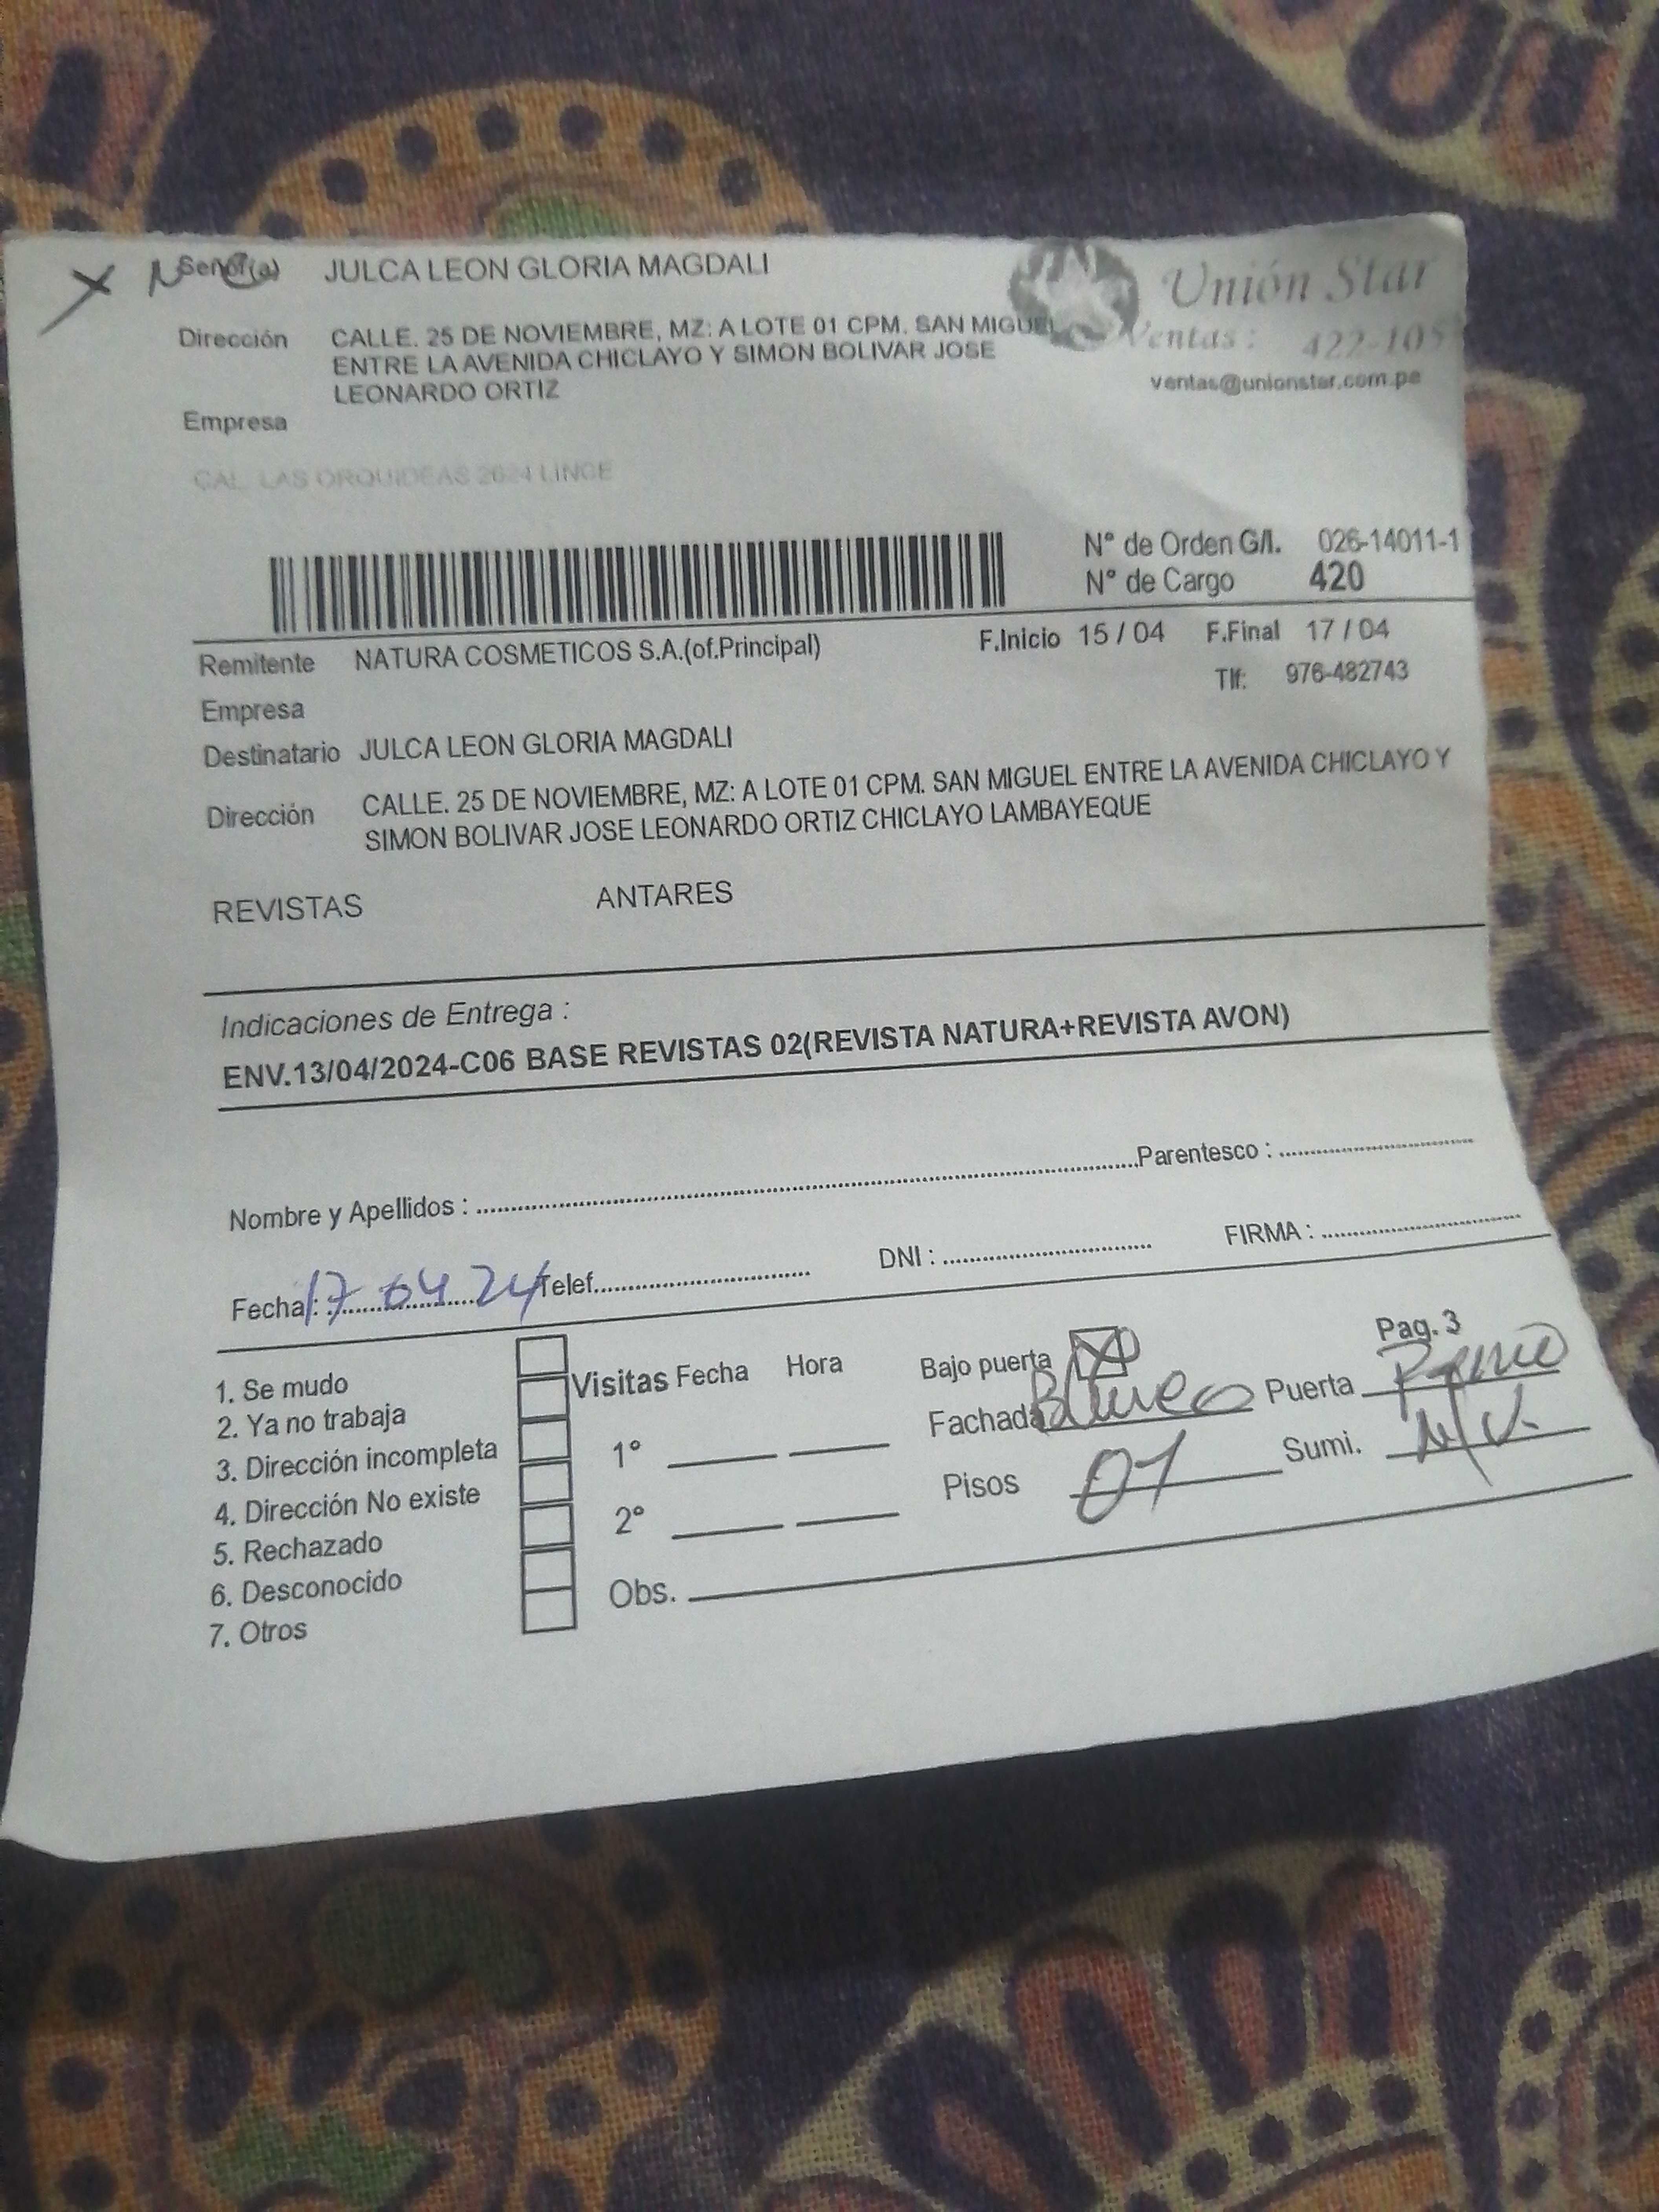 Señor(a) JULCA LEON GLORIA MAGDALI
Unión Star
Dirección CALLE. 25 DE NOVIEMBRE, MZ: A LOTE 01 CPM. SAN MIGUEL
Ventas: 422-105
ENTRE LA AVENIDA CHICLAYO Y SIMON BOLIVAR JOSE
ventas@unionstar.com.pe
LEONARDO ORTIZ
Empresa
CAL. LAS ORQUIDEAS 2624 LINCE
N° de Orden G/I. 026-14011-1
N° de Cargo 420
Remitente NATURA COSMETICOS S.A.(of.Principal) F.Inicio 15 / 04 F.Final 17 / 04
Tlf: 976-482743
Empresa
Destinatario JULCA LEON GLORIA MAGDALI
Dirección CALLE. 25 DE NOVIEMBRE, MZ: A LOTE 01 CPM. SAN MIGUEL ENTRE LA AVENIDA CHICLAYO Y
SIMON BOLIVAR JOSE LEONARDO ORTIZ CHICLAYO LAMBAYEQUE
REVISTAS ANTARES
Indicaciones de Entrega :
ENV.13/04/2024-C06 BASE REVISTAS 02(REVISTA NATURA+REVISTA AVON)
Nombre y Apellidos : Parentesco :
Fecha : 17 04 24 Telef. DNI : FIRMA :
Pag. 3
1. Se mudo Visitas Fecha Hora Bajo puerta X
2. Ya no trabaja Fachada Blanco Puerta
3. Dirección incompleta 1° Pisos 01 Sumi. N/V.
4. Dirección No existe
5. Rechazado 2°
6. Desconocido Obs.
7. Otros